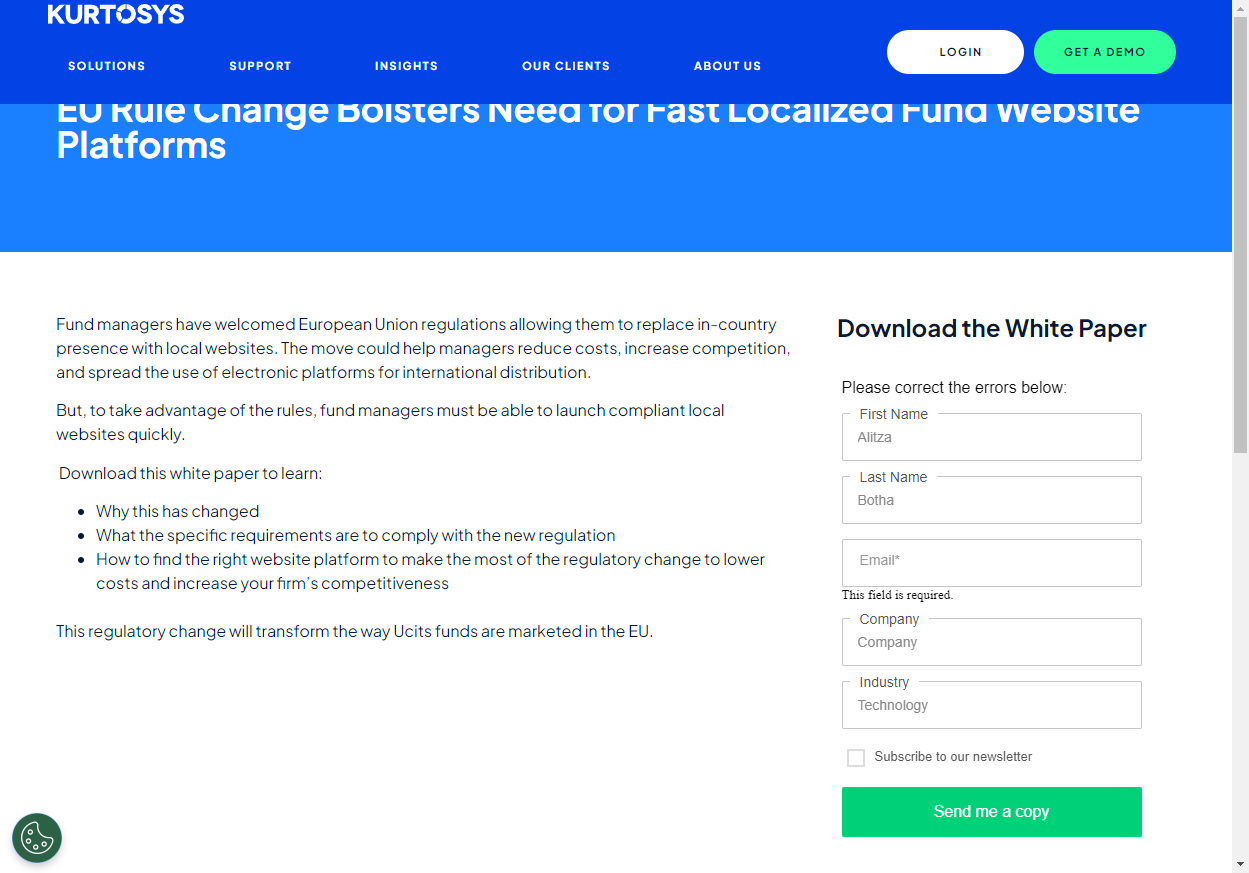 KURTOSYS
SOLUTIONS
SUPPORT
INSIGHTS
OUR CLIENTS
ABOUT US
LOGIN
GET A DEMO
EU Rule Change Bolsters Need for Fast Localized Fund Website
Platforms
Fund managers have welcomed European Union regulations allowing them to replace in-country
presence with local websites. The move could help managers reduce costs, increase competition,
and spread the use of electronic platforms for international distribution.
But, to take advantage of the rules, fund managers must be able to launch compliant local
websites quickly.
Download this white paper to learn:
Why this has changed
What the specific requirements are to comply with the new regulation
How to find the right website platform to make the most of the regulatory change to lower
costs and increase your firm's competitiveness
This regulatory change will transform the way Ucits funds are marketed in the EU.
Download the White Paper
Please correct the errors below:
First Name
Alitza
Last Name
Botha
Email*
This field is required.
Company
Company
Industry
Technology
Subscribe to our newsletter
Send me a copy